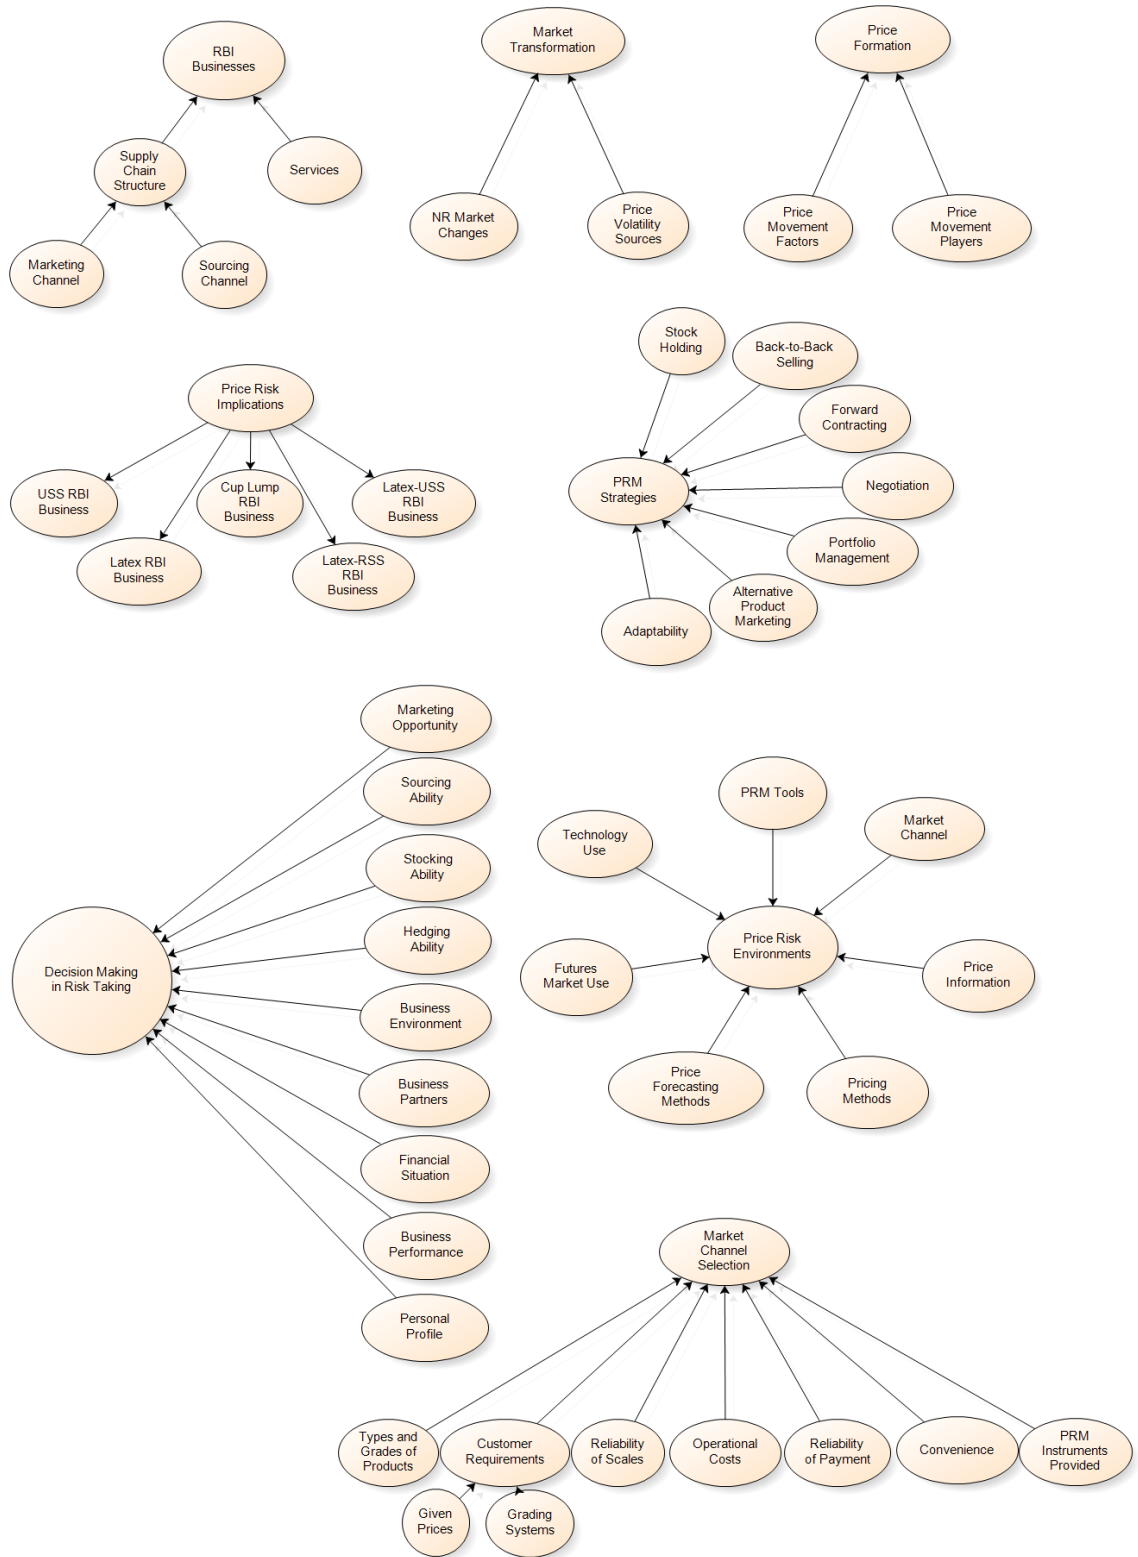 RBI
Businesses
Supply
Chain
Structure
Services
Marketing
Channel
Sourcing
Channel
Market
Transformation
NR Market
Changes
Price
Volatility
Sources
Price
Formation
Price
Movement
Factors
Price
Movement
Players
Price Risk
Implications
USS RBI
Business
Latex RBI
Business
Cup Lump
RBI
Business
Latex-RSS
RBI
Business
Latex-USS
RBI
Business
Stock
Holding
Back-to-Back
Selling
Forward
Contracting
PRM
Strategies
Negotiation
Portfolio
Management
Alternative
Product
Marketing
Adaptability
Marketing
Opportunity
Sourcing
Ability
Stocking
Ability
Hedging
Ability
Decision Making
in Risk Taking
Business
Environment
Business
Partners
Financial
Situation
Business
Performance
Personal
Profile
PRM Tools
Technology
Use
Market
Channel
Price Risk
Environments
Futures
Market Use
Price
Information
Price
Forecasting
Methods
Pricing
Methods
Market
Channel
Selection
Types and
Grades of
Products
Customer
Requirements
Reliability
of Scales
Operational
Costs
Reliability
of Payment
Convenience
PRM
Instruments
Provided
Given
Prices
Grading
Systems